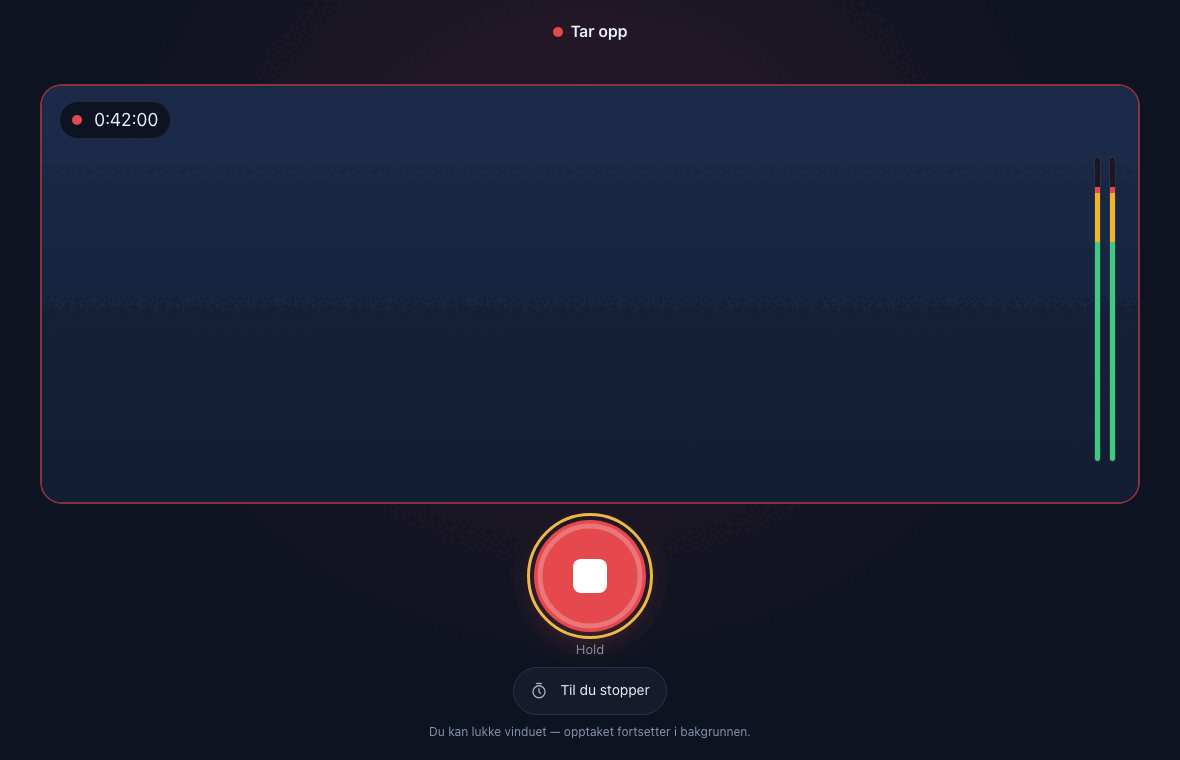 Tar opp
0:42:00
Hold
Til du stopper
Du kan lukke vinduet — opptaket fortsetter i bakgrunnen.